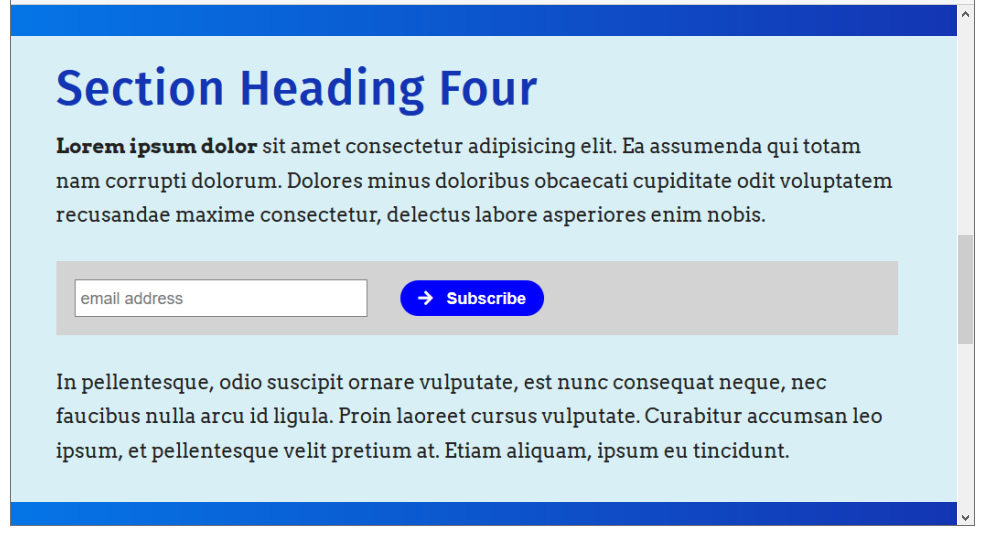 Section Heading Four
Lorem ipsum dolor sit amet consectetur adipisicing elit. Ea assumenda qui totam
nam corrupti dolorum. Dolores minus doloribus obcaecati cupiditate odit voluptatem
recusandae maxime consectetur, delectus labore asperiores enim nobis.
email address
Subscribe
In pellentesque, odio suscipit ornare vulputate, est nunc consequat neque, nec
faucibus nulla arcu id ligula. Proin laoreet cursus vulputate. Curabitur accumsan leo
ipsum, et pellentesque velit pretium at. Etiam aliquam, ipsum eu tincidunt.